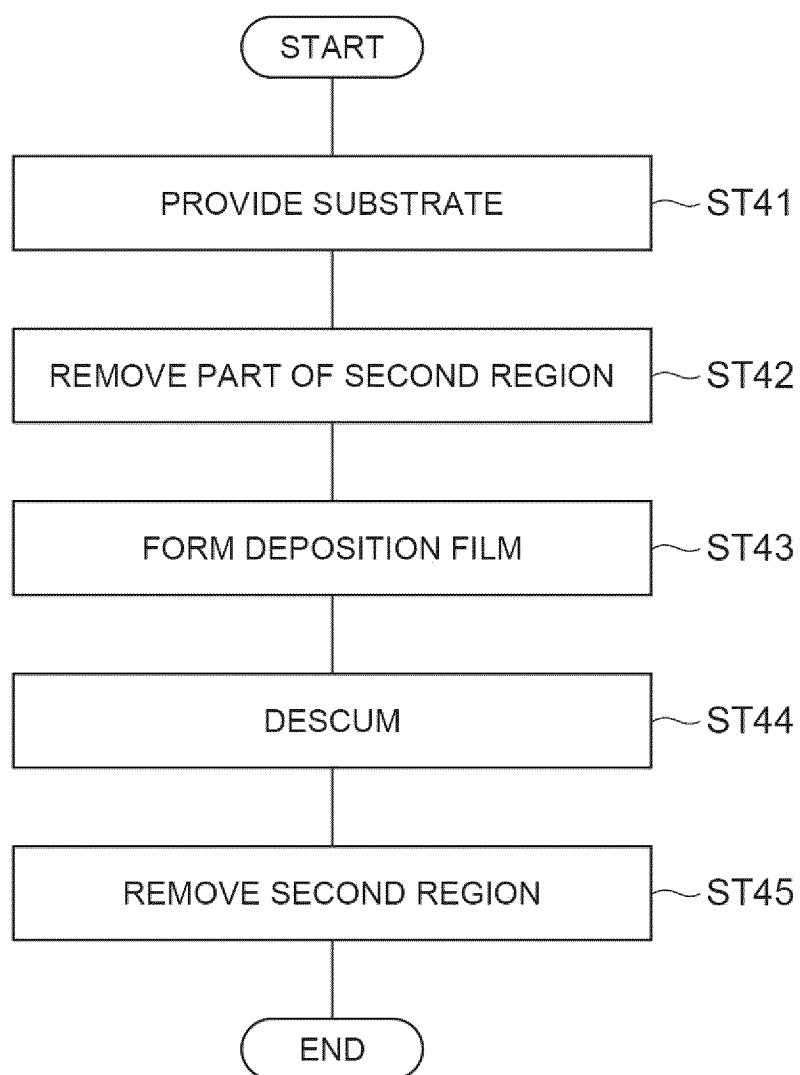 START
PROVIDE SUBSTRATE
ST41
REMOVE PART OF SECOND REGION
ST42
FORM DEPOSITION FILM
ST43
DESCUM
ST44
REMOVE SECOND REGION
ST45
END